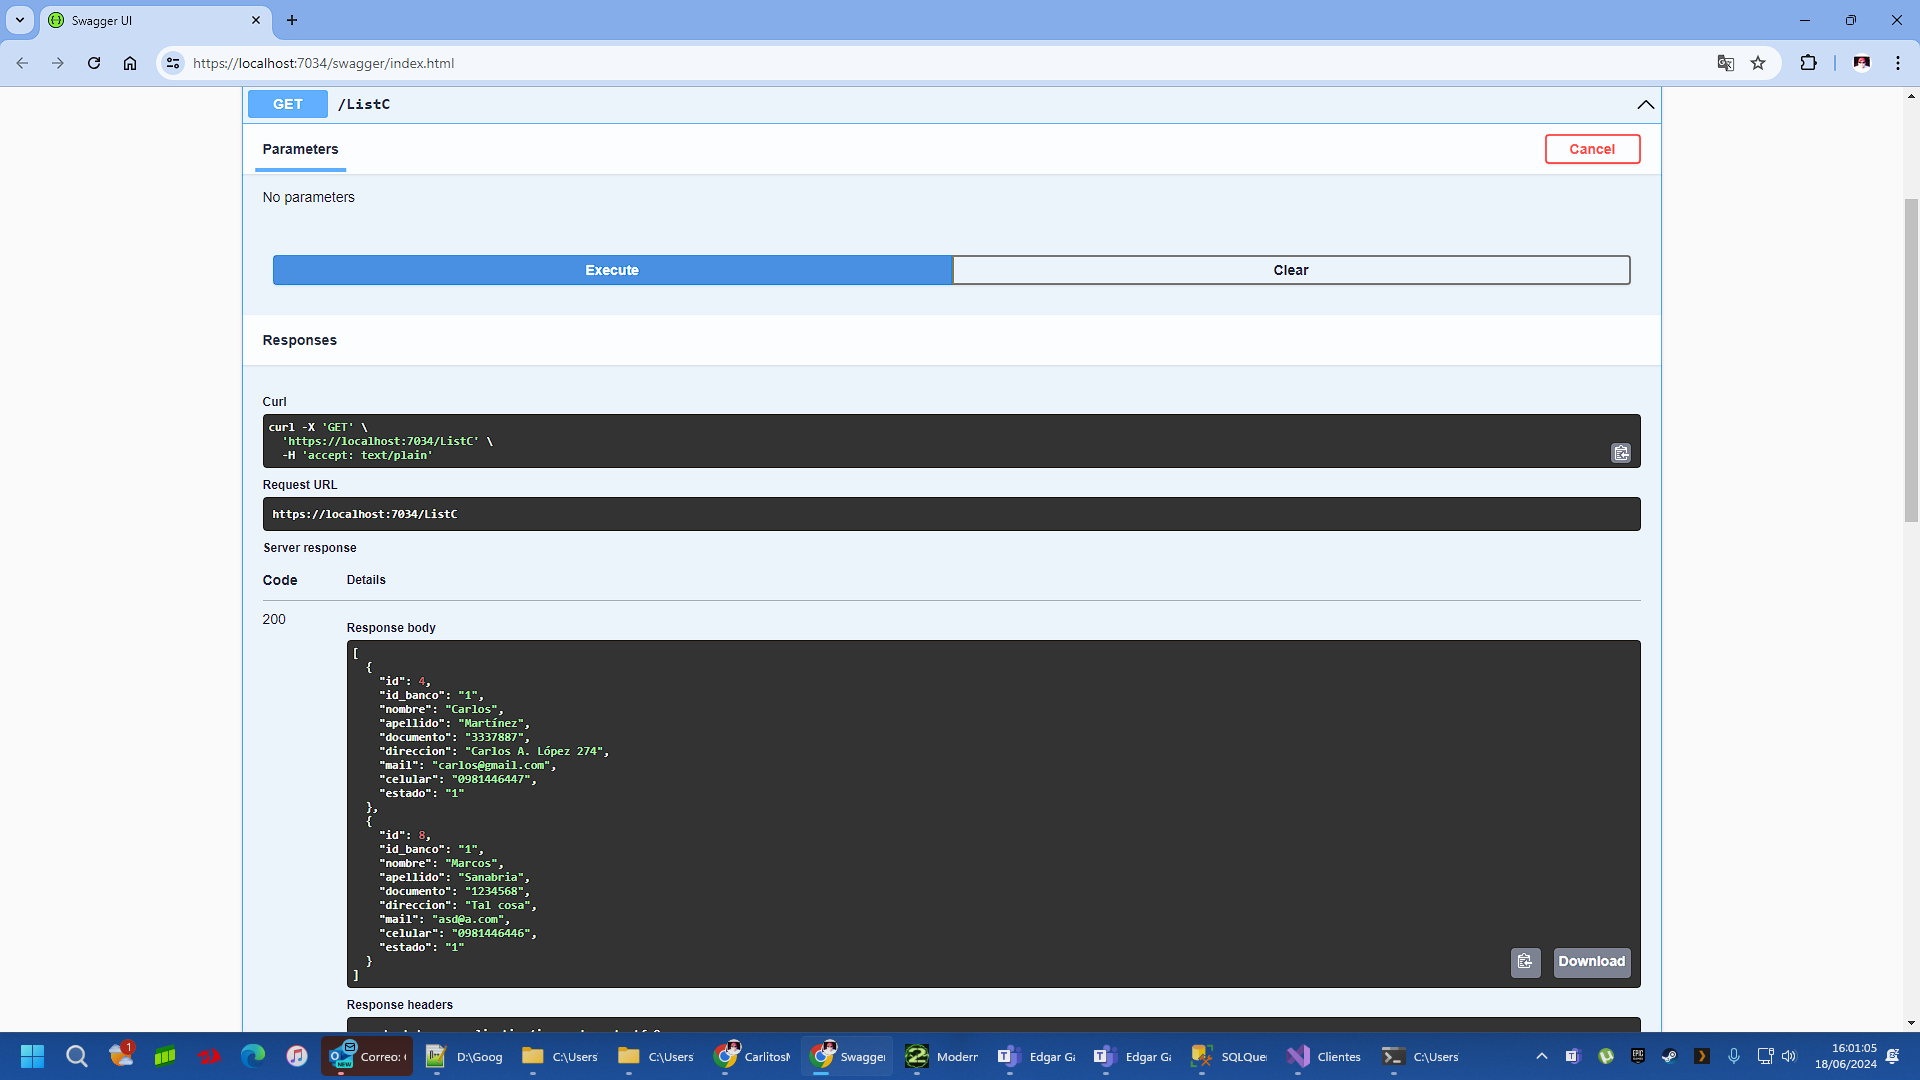 Swagger UI
https://localhost:7034/swagger/index.html
GET /ListC
Parameters
Cancel
No parameters
Execute
Clear
Responses
Curl
curl -X 'GET' \
'https://localhost:7034/ListC' \
-H 'accept: text/plain'
Request URL
https://localhost:7034/ListC
Server response
Code Details
200
Response body
[
{
"id": 4,
"id_banco": "1",
"nombre": "Carlos",
"apellido": "Martínez",
"documento": "3337887",
"direccion": "Carlos A. López 274",
"mail": "carlos@gmail.com",
"celular": "0981446447",
"estado": "1"
},
{
"id": 8,
"id_banco": "1",
"nombre": "Marcos",
"apellido": "Sanabria",
"documento": "1234568",
"direccion": "Tal cosa",
"mail": "asd@a.com",
"celular": "0981446446",
"estado": "1"
}
]
Download
Response headers
1
NEW
Correo:
D:\Goog
C:\Users
C:\Users
CarlitosM
Swagger
Modern
Edgar Ga
Edgar Ga
SQLQue
Clientes
C:\Users
16:01:05
18/06/2024